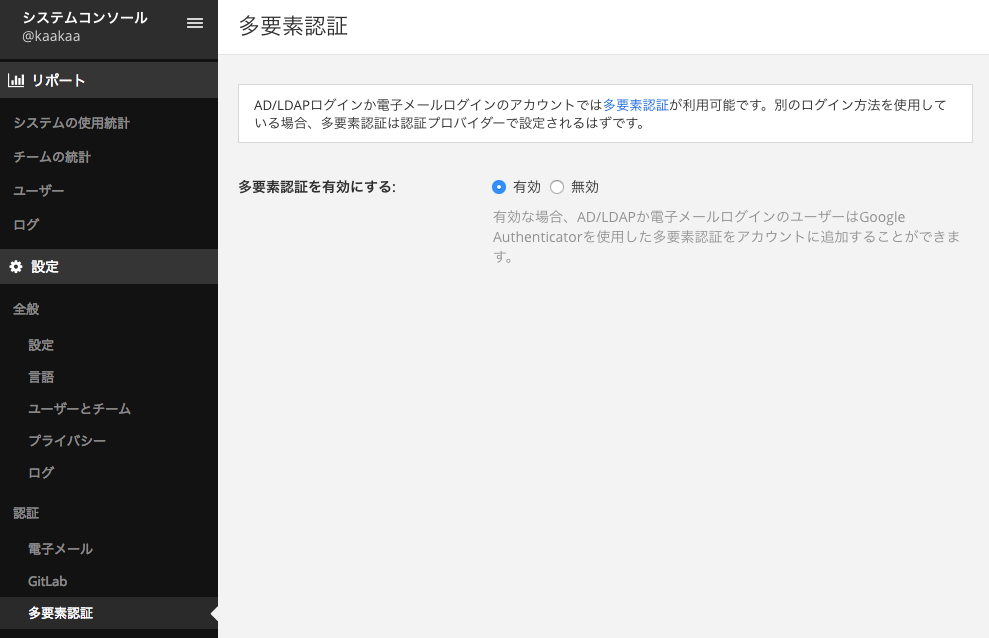 システムコンソール
@kaakaa
リポート
システムの使用統計
チームの統計
ユーザー
ログ
設定
全般
設定
言語
ユーザーとチーム
プライバシー
ログ
認証
電子メール
GitLab
多要素認証
多要素認証
AD/LDAPログインか電子メールログインのアカウントでは多要素認証が利用可能です。別のログイン方法を使用して
いる場合、多要素認証は認証プロバイダーで設定されるはずです。
多要素認証を有効にする: 有効 無効
有効な場合、AD/LDAPか電子メールログインのユーザーはGoogle
Authenticatorを使用した多要素認証をアカウントに追加することができま
す。